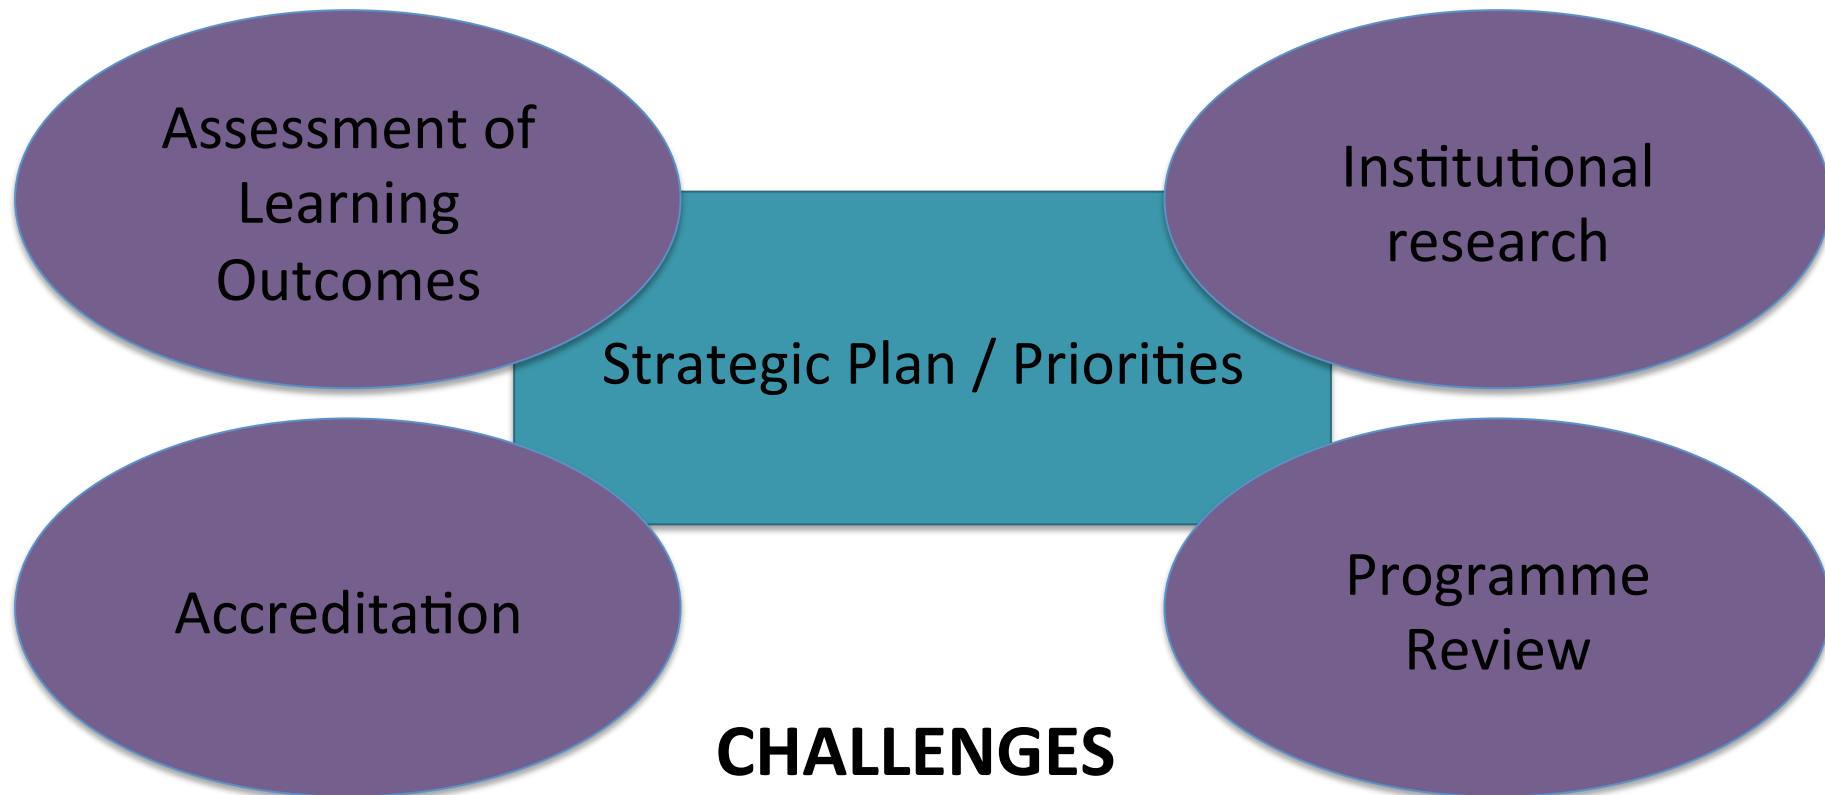 Assessment of
Learning
Outcomes
Institutional
research
Strategic Plan / Priorities
Accreditation
Programme
Review
CHALLENGES